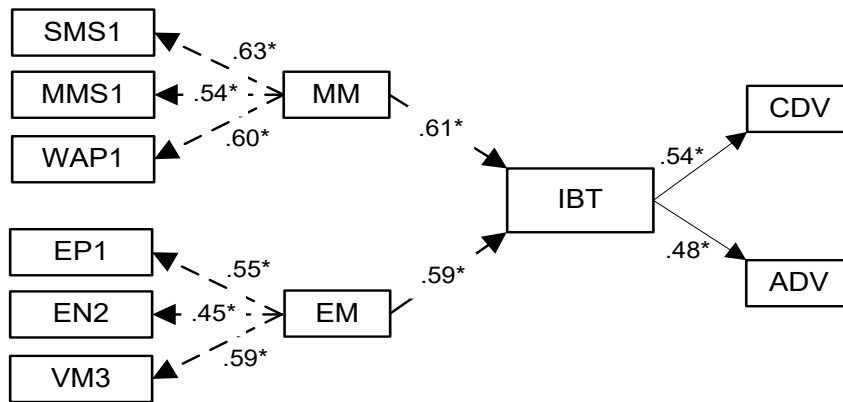 SMS1
.63*
MMS1
.54*
MM
WAP1
.60*
.61*
CDV
.54*
IBT
EP1
.55*
.59*
.48*
ADV
EN2
.45*
EM
VM3
.59*